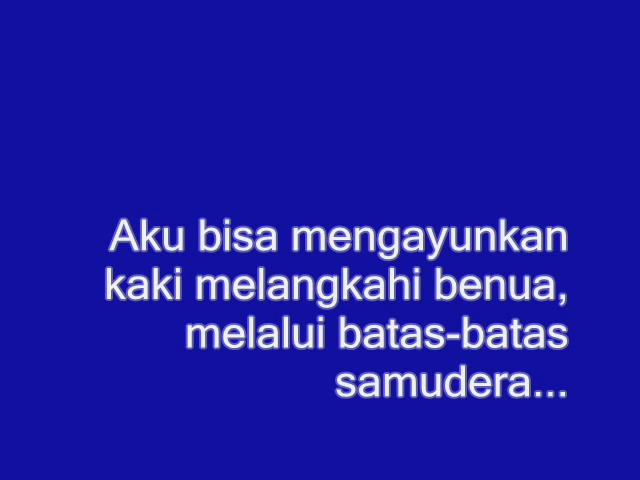 Aku bisa mengayunkan
kaki melangkahi benua,
melalui batas-batas
samudera...